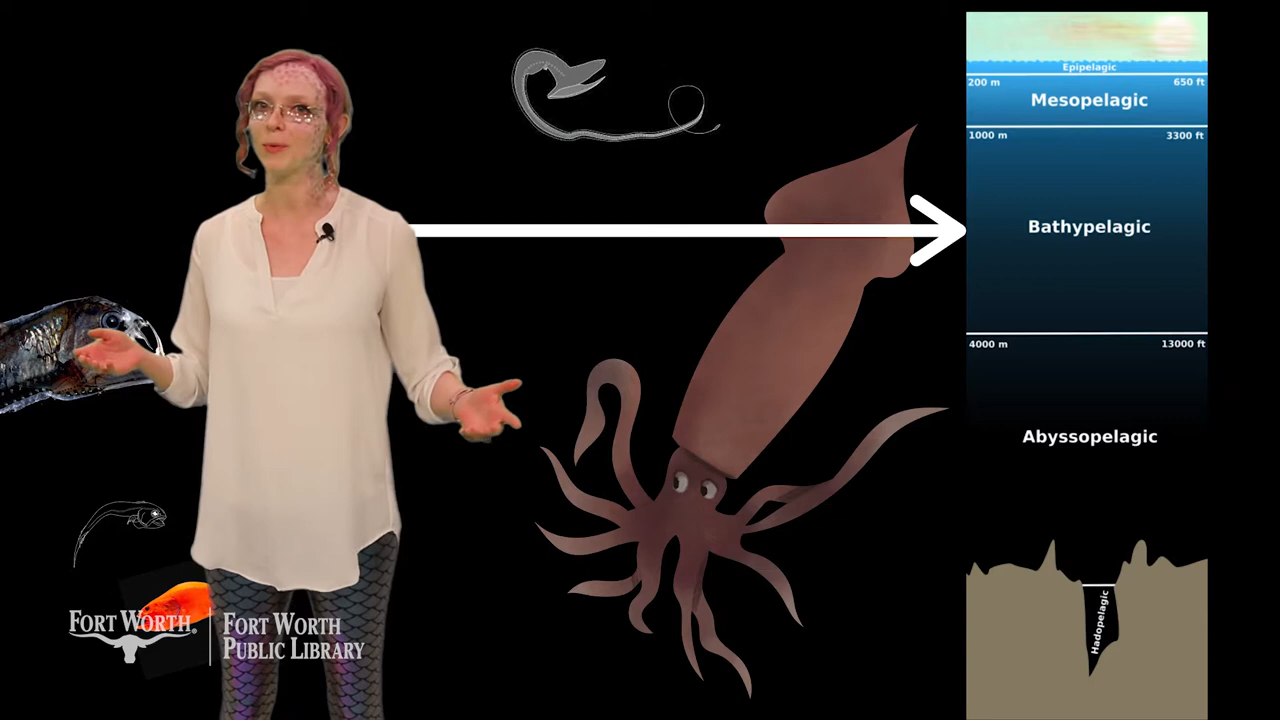 Epipelagic
200 m 650 ft
Mesopelagic
1000 m 3300 ft
Bathypelagic
4000 m 13000 ft
Abyssopelagic
Hadopelagic
FORT WORTH®
FORT WORTH
PUBLIC LIBRARY